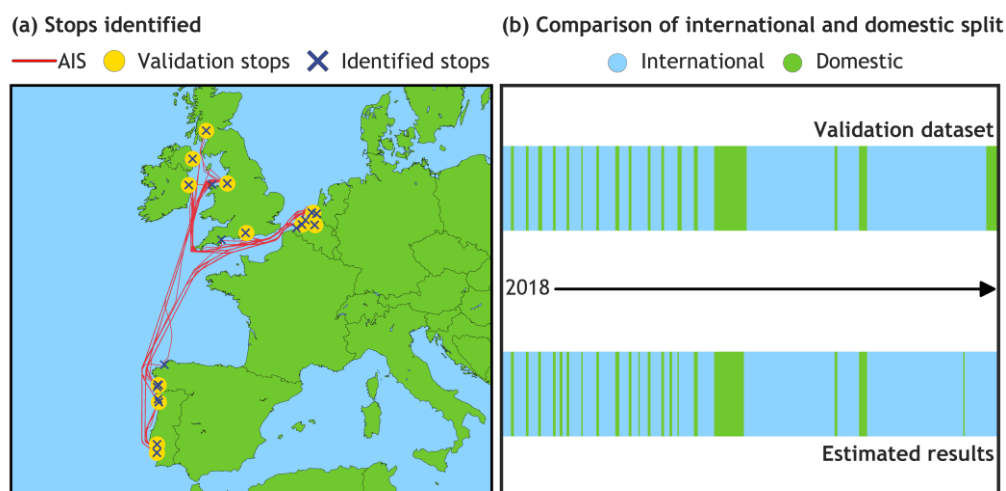 (a) Stops identified
AIS Validation stops Identified stops
(b) Comparison of international and domestic split
International Domestic
Validation dataset
2018
Estimated results